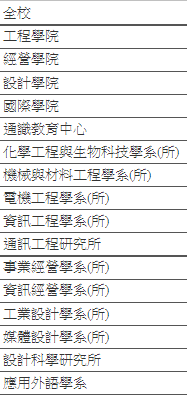 全校
工程學院
經營學院
設計學院
國際學院
通識教育中心
化學工程與生物科技學系(所)
機械與材料工程學系(所)
電機工程學系(所)
資訊工程學系(所)
通訊工程研究所
事業經營學系(所)
資訊經營學系(所)
工業設計學系(所)
媒體設計學系(所)
設計科學研究所
應用外語學系